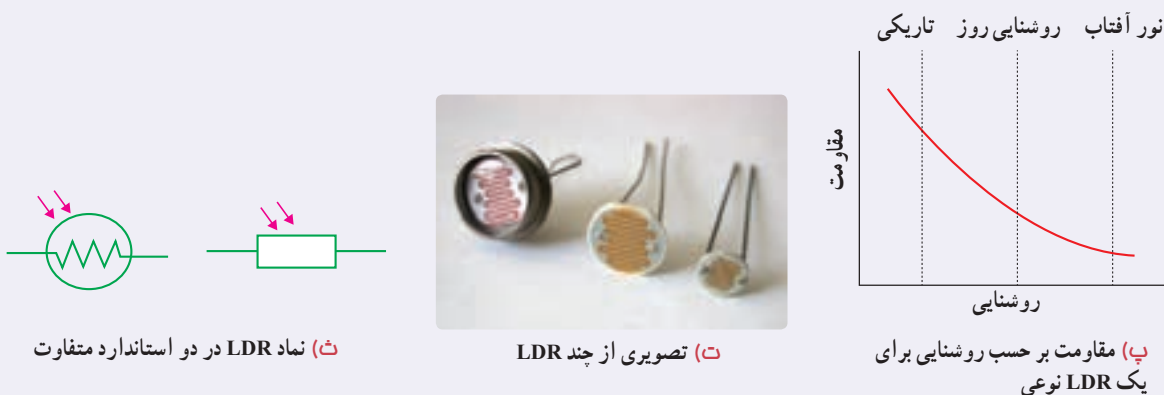 نور آفتاب روشنایی روز تاریکی
مقاومت
روشنایی
پ) مقاومت بر حسب روشنایی برای
یک LDR نوعی
ت) تصویری از چند LDR
ث) نماد LDR در دو استاندارد متفاوت